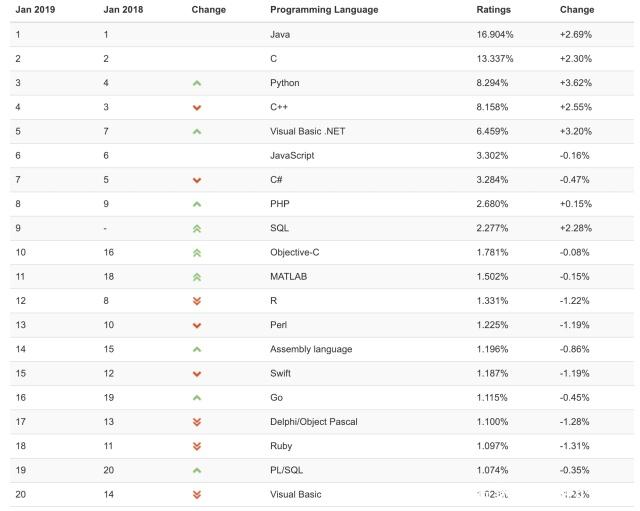 Jan 2019 Jan 2018 Change Programming Language Ratings Change
1 1 Java 16.904% +2.69%
2 2 C 13.337% +2.30%
3 4 Python 8.294% +3.62%
4 3 C++ 8.158% +2.55%
5 7 Visual Basic .NET 6.459% +3.20%
6 6 JavaScript 3.302% -0.16%
7 5 C# 3.284% -0.47%
8 9 PHP 2.680% +0.15%
9 - SQL 2.277% +2.28%
10 16 Objective-C 1.781% -0.08%
11 18 MATLAB 1.502% -0.15%
12 8 R 1.331% -1.22%
13 10 Perl 1.225% -1.19%
14 15 Assembly language 1.196% -0.86%
15 12 Swift 1.187% -1.19%
16 19 Go 1.115% -0.45%
17 13 Delphi/Object Pascal 1.100% -1.28%
18 11 Ruby 1.097% -1.31%
19 20 PL/SQL 1.074% -0.35%
20 14 Visual Basic